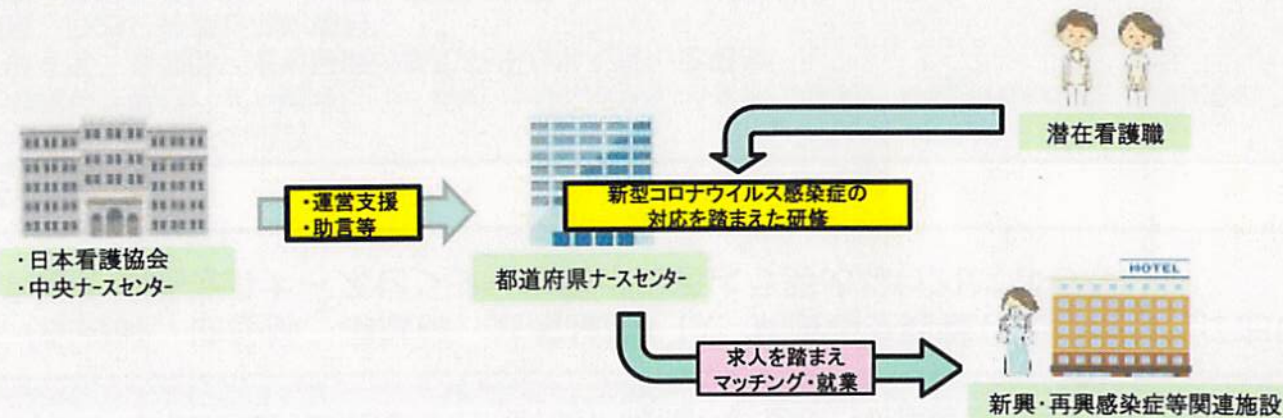 潜在看護職
・運営支援
・助言等
新型コロナウイルス感染症の
対応を踏まえた研修
・日本看護協会
・中央ナースセンター
都道府県ナースセンター
HOTEL
求人を踏まえ
マッチング・就業
新興・再興感染症等関連施設